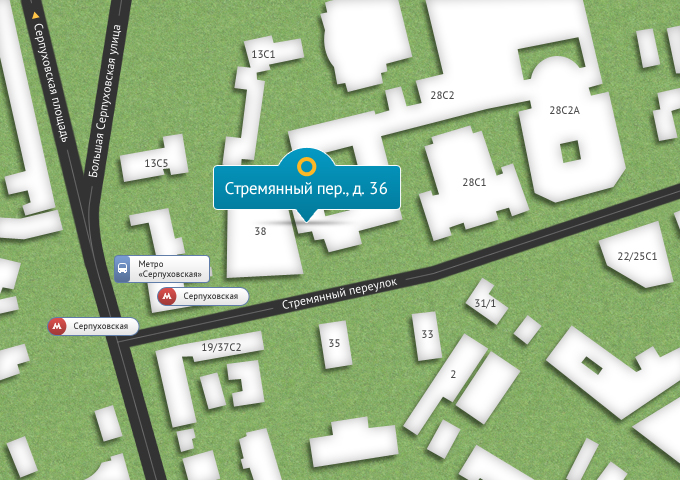 Серпуховская площадь
Большая Серпуховская улица
13С1
28С2
28С2А
13С5
28С1
Стремянный пер., д. 36
38
22/25С1
Метро
«Серпуховская»
Серпуховская
Стремянный переулок
31/1
Серпуховская
19/37С2
35
33
2